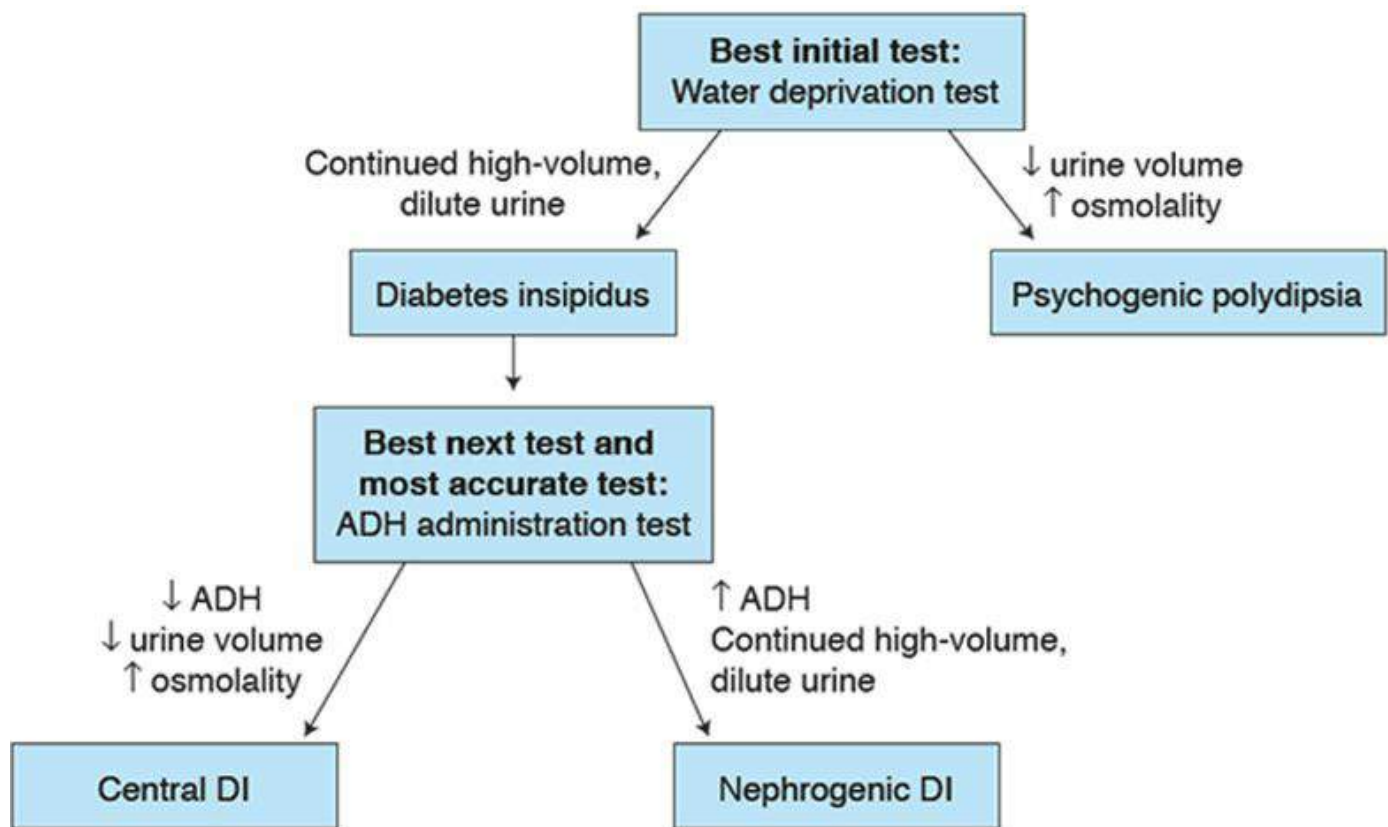 Best initial test:
Water deprivation test
Continued high-volume,
dilute urine
↓ urine volume
↑ osmolality
Diabetes insipidus
Psychogenic polydipsia
Best next test and
most accurate test:
ADH administration test
↓ ADH
↓ urine volume
↑ osmolality
↑ ADH
Continued high-volume,
dilute urine
Central DI
Nephrogenic DI